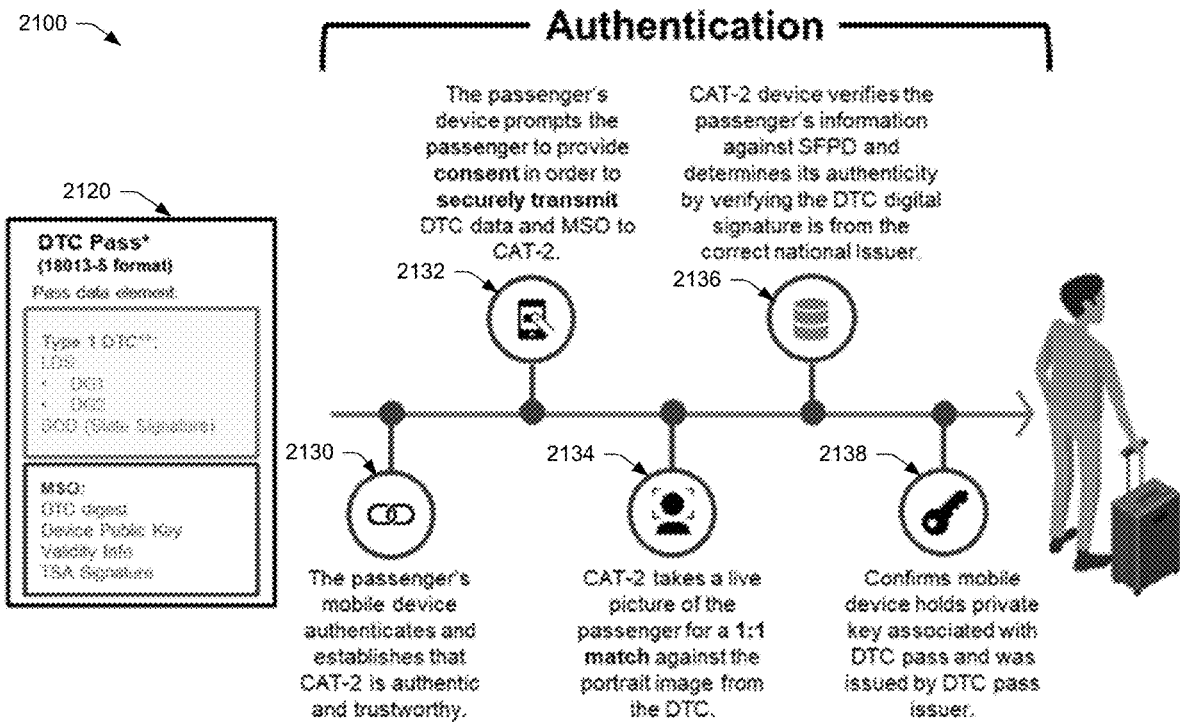 2100
Authentication
The passenger's
device prompts the
passenger to provide
consent in order to
securely transmit
DTC data and MSO to
CAT-2.
2132
CAT-2 device verifies the
passenger's information
against SFPD and
determines its authenticity
by verifying the DTC digital
signature is from the
correct national issuer.
2136
2120
DTC Pass*
(18013-5 format)
Pass data element:
Type 1 DTC**:
(State Signature)
MSO:
DTC digest
Device Public Key
Validity Info
TSA Signature
2130
The passenger's
mobile device
authenticates and
establishes that
CAT-2 is authentic
and trustworthy.
2134
CAT-2 takes a live
picture of the
passenger for a 1:1
match against the
portrait image from
the DTC.
2138
Confirms mobile
device holds private
key associated with
DTC pass and was
issued by DTC pass
issuer.